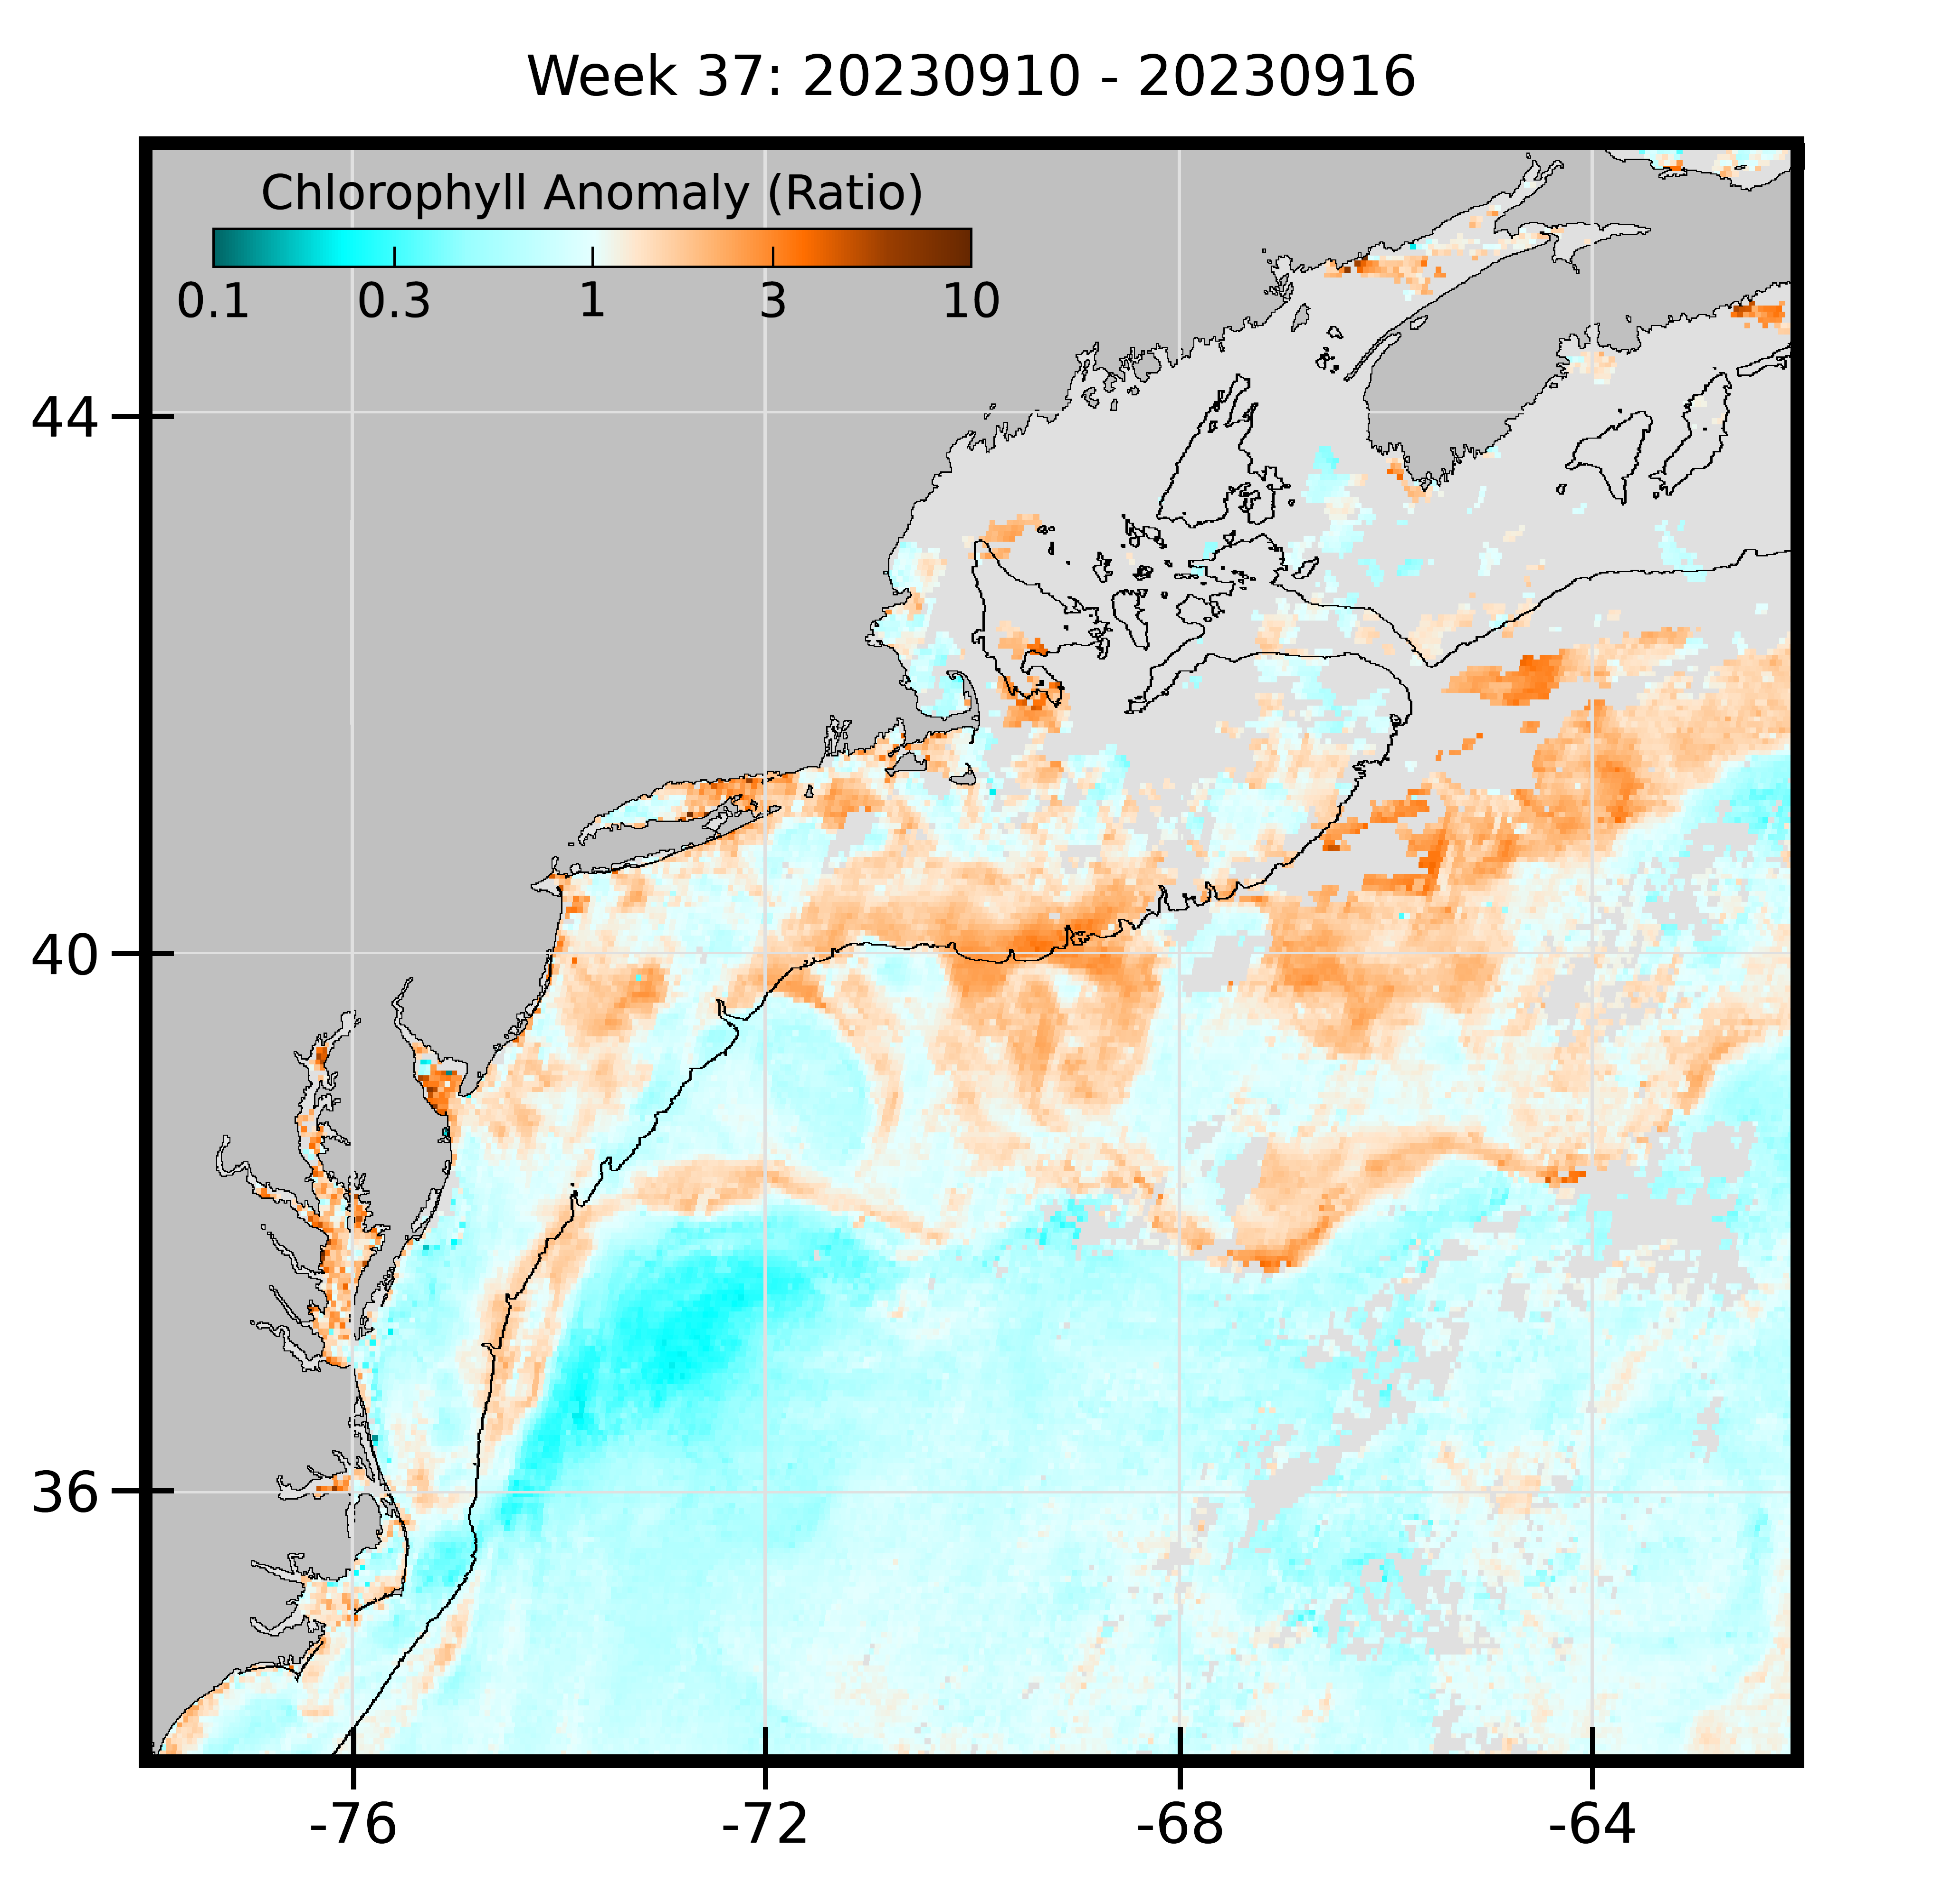 Week 37: 20230910 - 20230916
Chlorophyll Anomaly (Ratio)
0.1 0.3 1 3 10
44
40
36
-76 -72 -68 -64